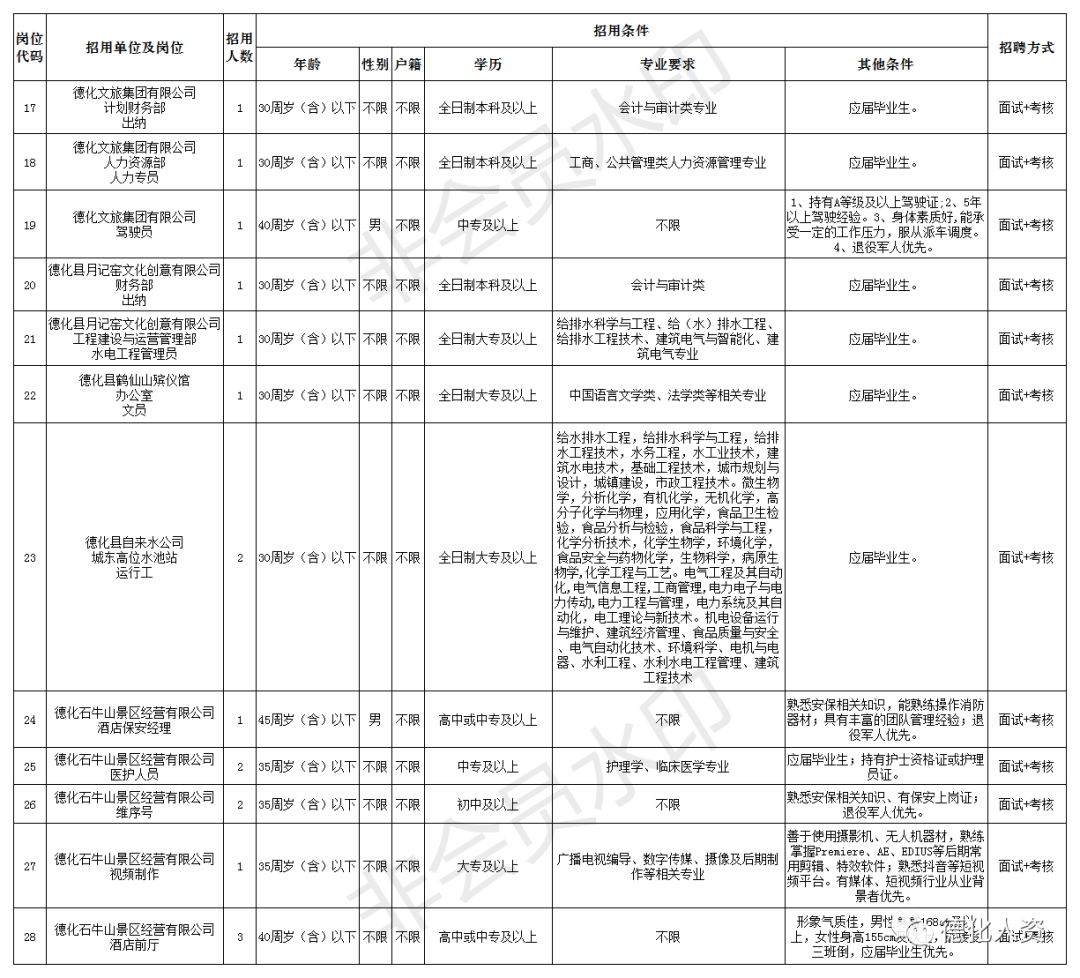 岗位代码
招用单位及岗位
招用人数
招用条件
招聘方式
年龄
性别
户籍
学历
专业要求
其他条件
17
德化文旅集团有限公司
计划财务部
出纳
1
30周岁（含）以下
不限
不限
全日制本科及以上
会计与审计类专业
应届毕业生。
面试+考核
18
德化文旅集团有限公司
人力资源部
人力专员
1
30周岁（含）以下
不限
不限
全日制本科及以上
工商、公共管理类人力资源管理专业
应届毕业生。
面试+考核
19
德化文旅集团有限公司
驾驶员
1
40周岁（含）以下
男
不限
中专及以上
不限
1、持有A等级及以上驾驶证;2、5年
以上驾驶经验。3、身体素质好,能承
受一定的工作压力，服从派车调度。
4、退役军人优先。
面试+考核
20
德化县月记窑文化创意有限公司
财务部
出纳
1
30周岁（含）以下
不限
不限
全日制本科及以上
会计与审计类
应届毕业生。
面试+考核
21
德化县月记窑文化创意有限公司
工程建设与运营管理部
水电工程管理员
1
30周岁（含）以下
不限
不限
全日制大专及以上
给排水科学与工程、给（水）排水工程、
给排水工程技术、建筑电气与智能化、建
筑电气专业
应届毕业生。
面试+考核
22
德化县鹤仙山殡仪馆
办公室
文员
1
30周岁（含）以下
不限
不限
全日制大专及以上
中国语言文学类、法学类等相关专业
应届毕业生。
面试+考核
23
德化县自来水公司
城东高位水池站
运行工
2
30周岁（含）以下
不限
不限
全日制大专及以上
给水排水工程，给排水科学与工程，给排
水工程技术，水务工程，水工业技术，建
筑水电技术，基础工程技术，城市规划与
设计，城镇建设，市政工程技术。微生物
学，分析化学，有机化学，无机化学，高
分子化学与物理，应用化学，食品卫生检
验，食品分析与检验，食品科学与工程，
化学分析技术，化学生物学，环境化学，
食品安全与药物化学，生物科学，病原生
物学,化学工程与工艺。电气工程及其自动
化,电气信息工程,工商管理,电力电子与电
力传动,电力工程与管理，电力系统及其自
动化，电工理论与新技术。机电设备运行
与维护、建筑经济管理、食品质量与安全
、电气自动化技术、环境科学、电机与电
器、水利工程、水利水电工程管理、建筑
工程技术
应届毕业生。
面试+考核
24
德化石牛山景区经营有限公司
酒店保安经理
1
45周岁（含）以下
男
不限
高中或中专及以上
不限
熟悉安保相关知识，能熟练操作消防
器材；具有丰富的团队管理经验；退
役军人优先。
面试+考核
25
德化石牛山景区经营有限公司
医护人员
2
35周岁（含）以下
不限
不限
中专及以上
护理学、临床医学专业
应届毕业生；持有护士资格证或护理
员证。
面试+考核
26
德化石牛山景区经营有限公司
维序号
2
35周岁（含）以下
不限
不限
初中及以上
不限
熟悉安保相关知识、有保安上岗证；
退役军人优先。
面试+考核
27
德化石牛山景区经营有限公司
视频制作
1
35周岁（含）以下
不限
不限
大专及以上
广播电视编导、数字传媒、摄像及后期制
作等相关专业
善于使用摄影机、无人机器材，熟练
掌握Premiere、AE、EDIUS等后期常
用剪辑、特效软件；熟悉抖音等短视
频平台。有媒体、短视频行业从业背
景者优先。
面试+考核
28
德化石牛山景区经营有限公司
酒店前厅
3
40周岁（含）以下
不限
不限
高中或中专及以上
不限
形象气质佳，男性168
上，女性身高155cm
三班倒，应届毕业生优先。
面试+考核
德化人资
非会员水印
非会员水印